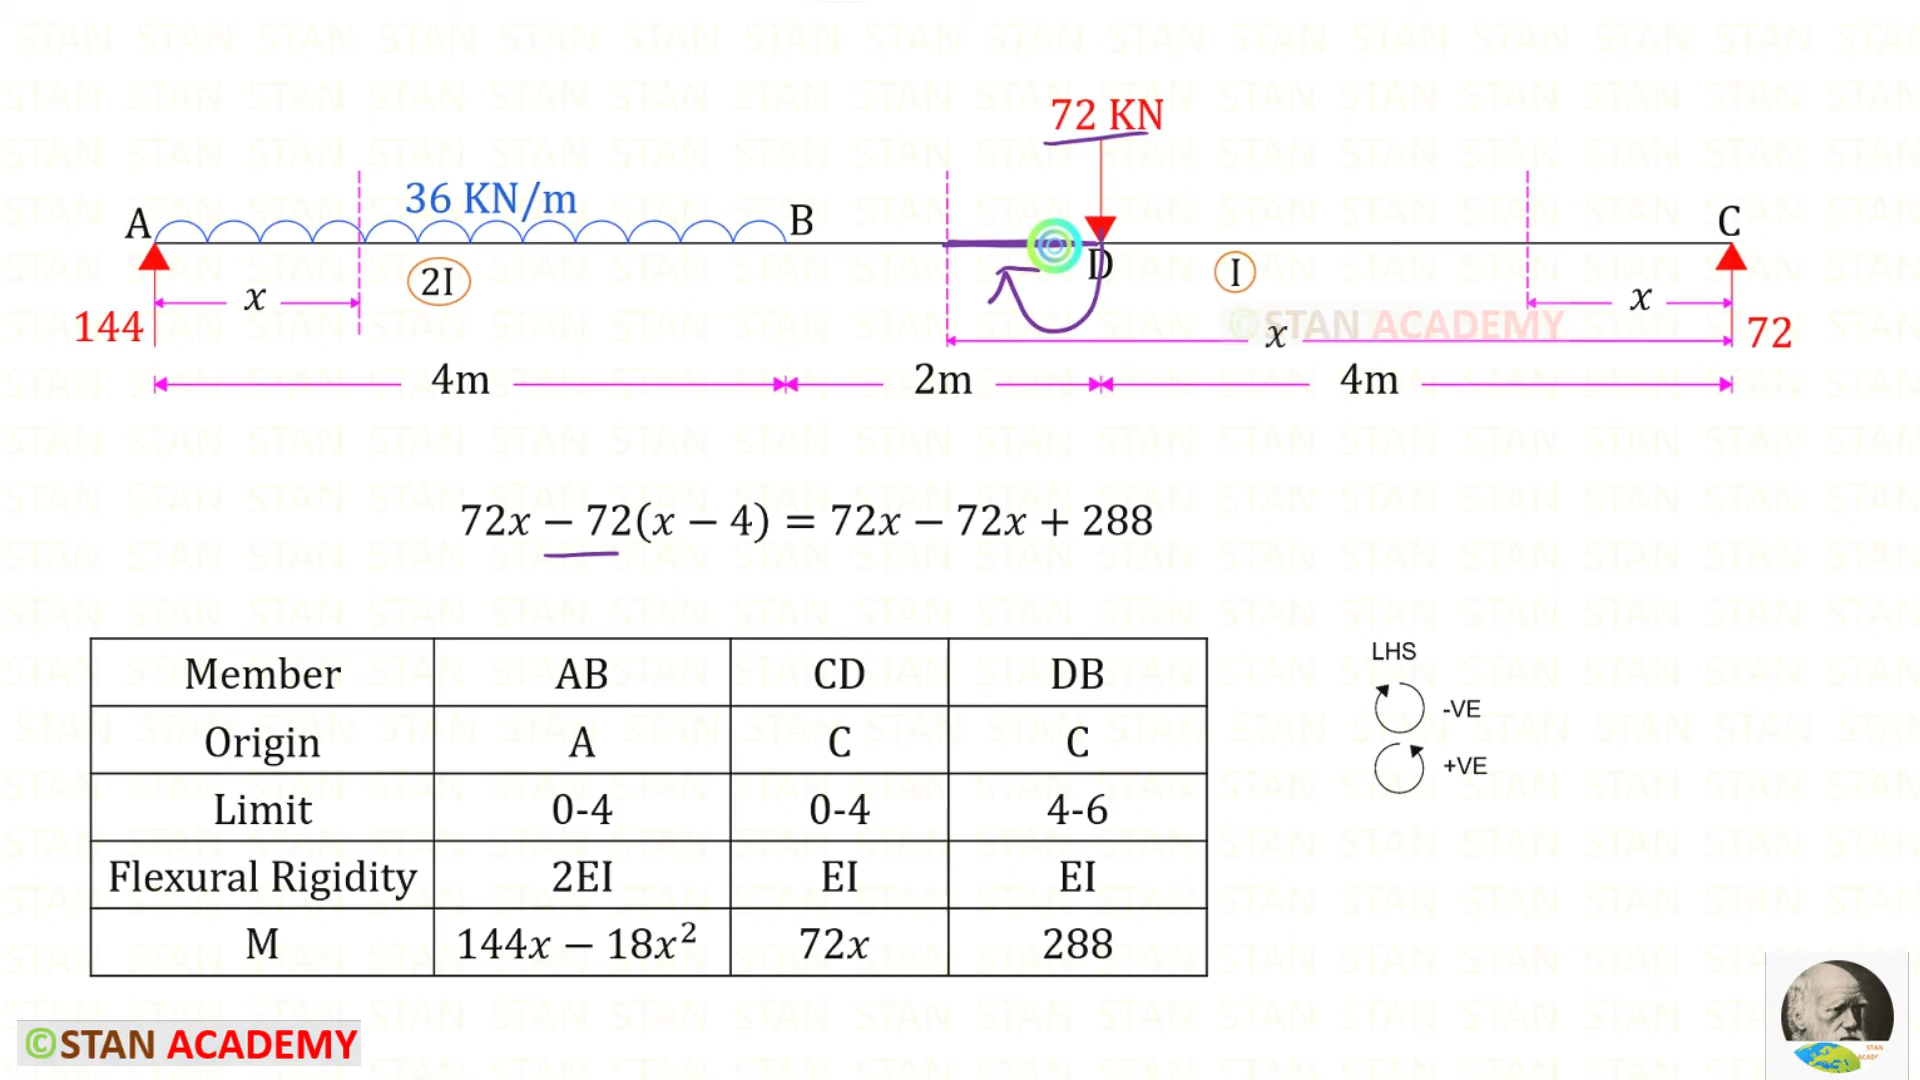 72 KN
36 KN/m
A B D C
2I I
x x x
©STAN ACADEMY
144 72
4m 2m 4m
72x − 72(x − 4) = 72x − 72x + 288
Member AB CD DB
Origin A C C
Limit 0-4 0-4 4-6
Flexural Rigidity 2EI EI EI
M 144x − 18x² 72x 288
LHS
-VE
+VE
©STAN ACADEMY